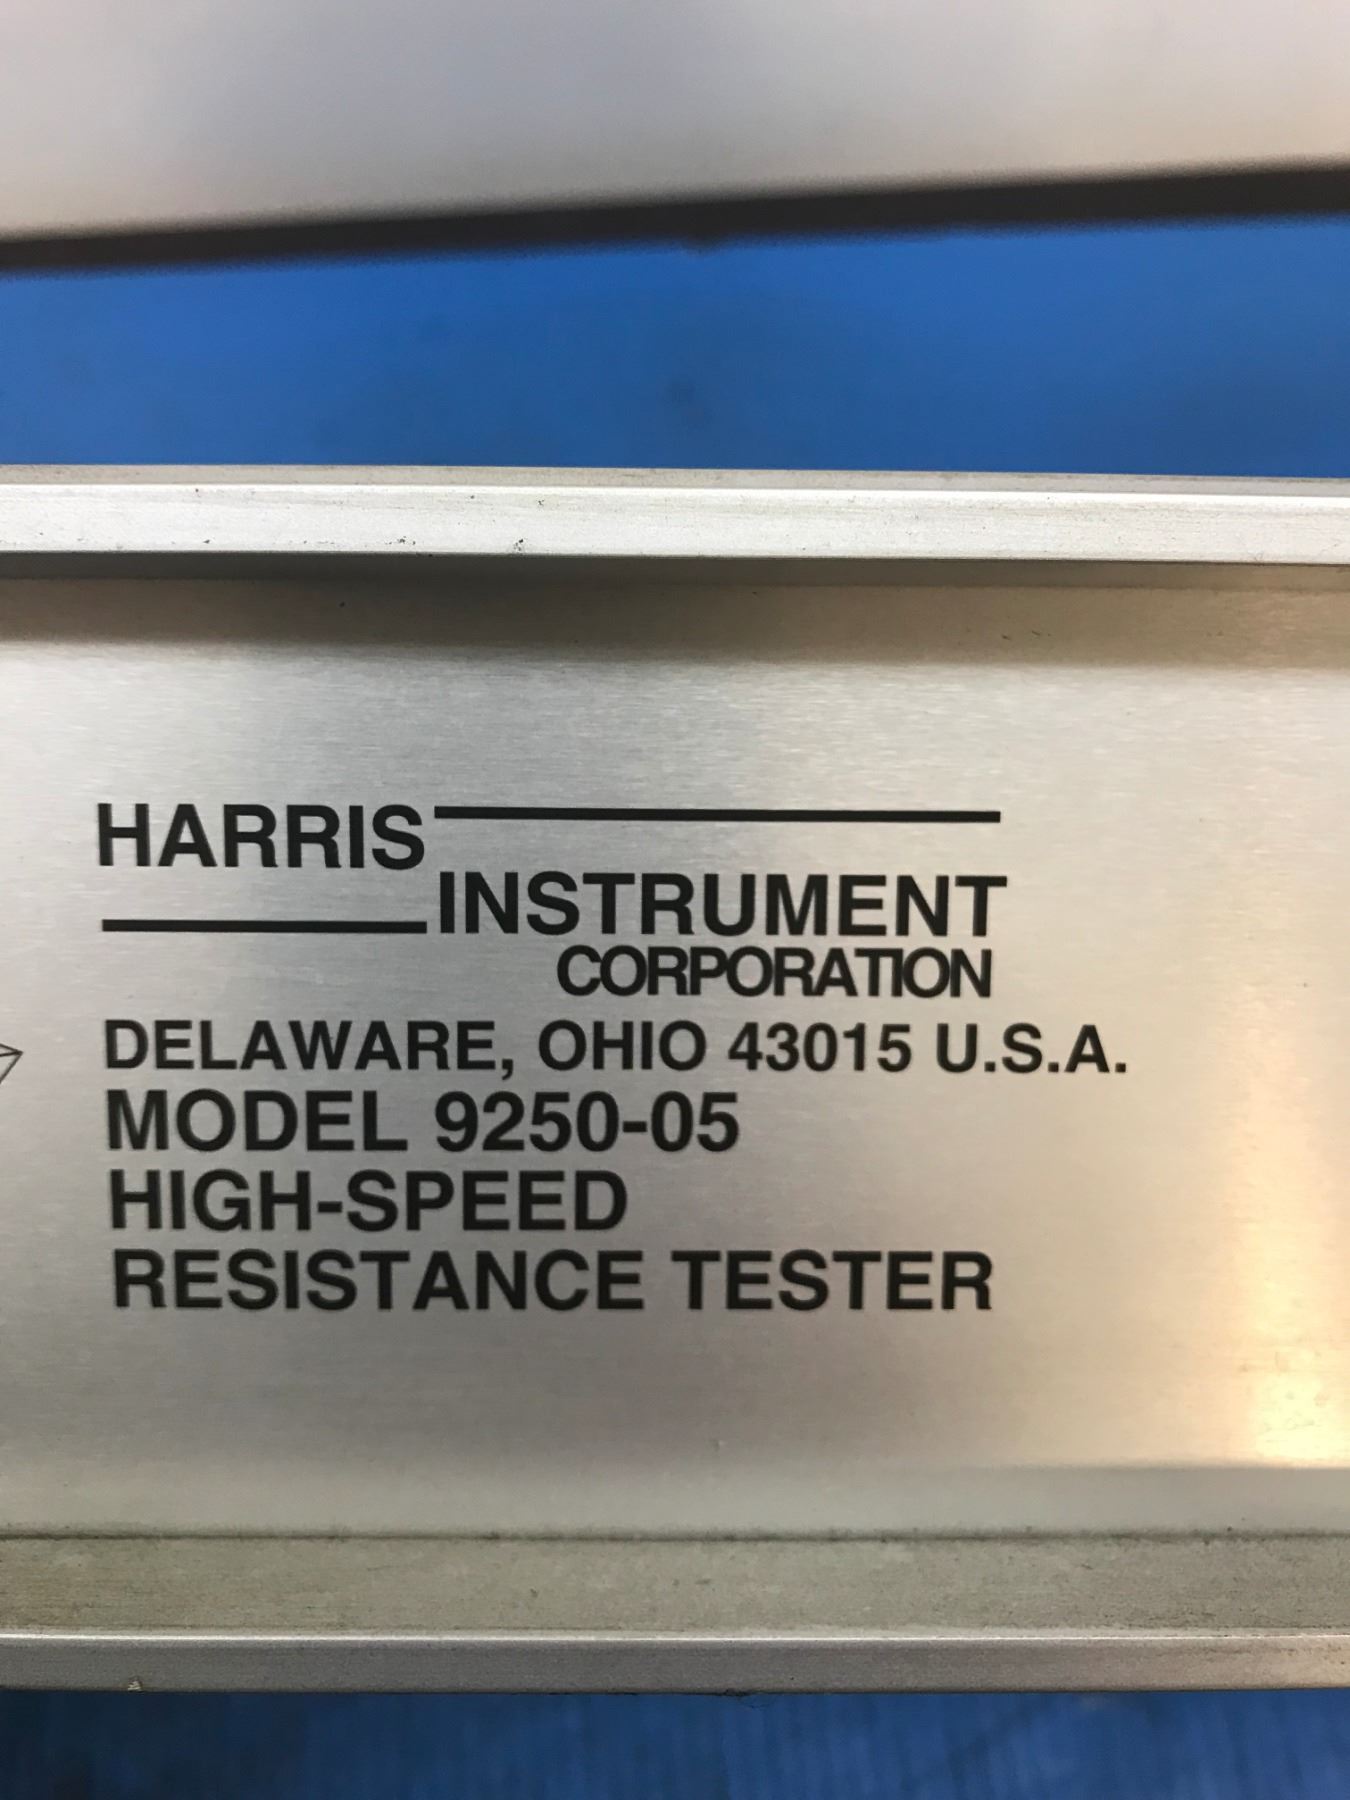 HARRIS
INSTRUMENT
CORPORATION
DELAWARE, OHIO 43015 U.S.A.
MODEL 9250-05
HIGH-SPEED
RESISTANCE TESTER